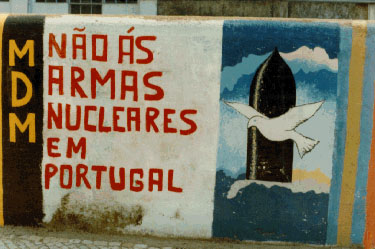 MDM
NÃO ÁS
ARMAS
NUCLEARES
EM
PORTUGAL